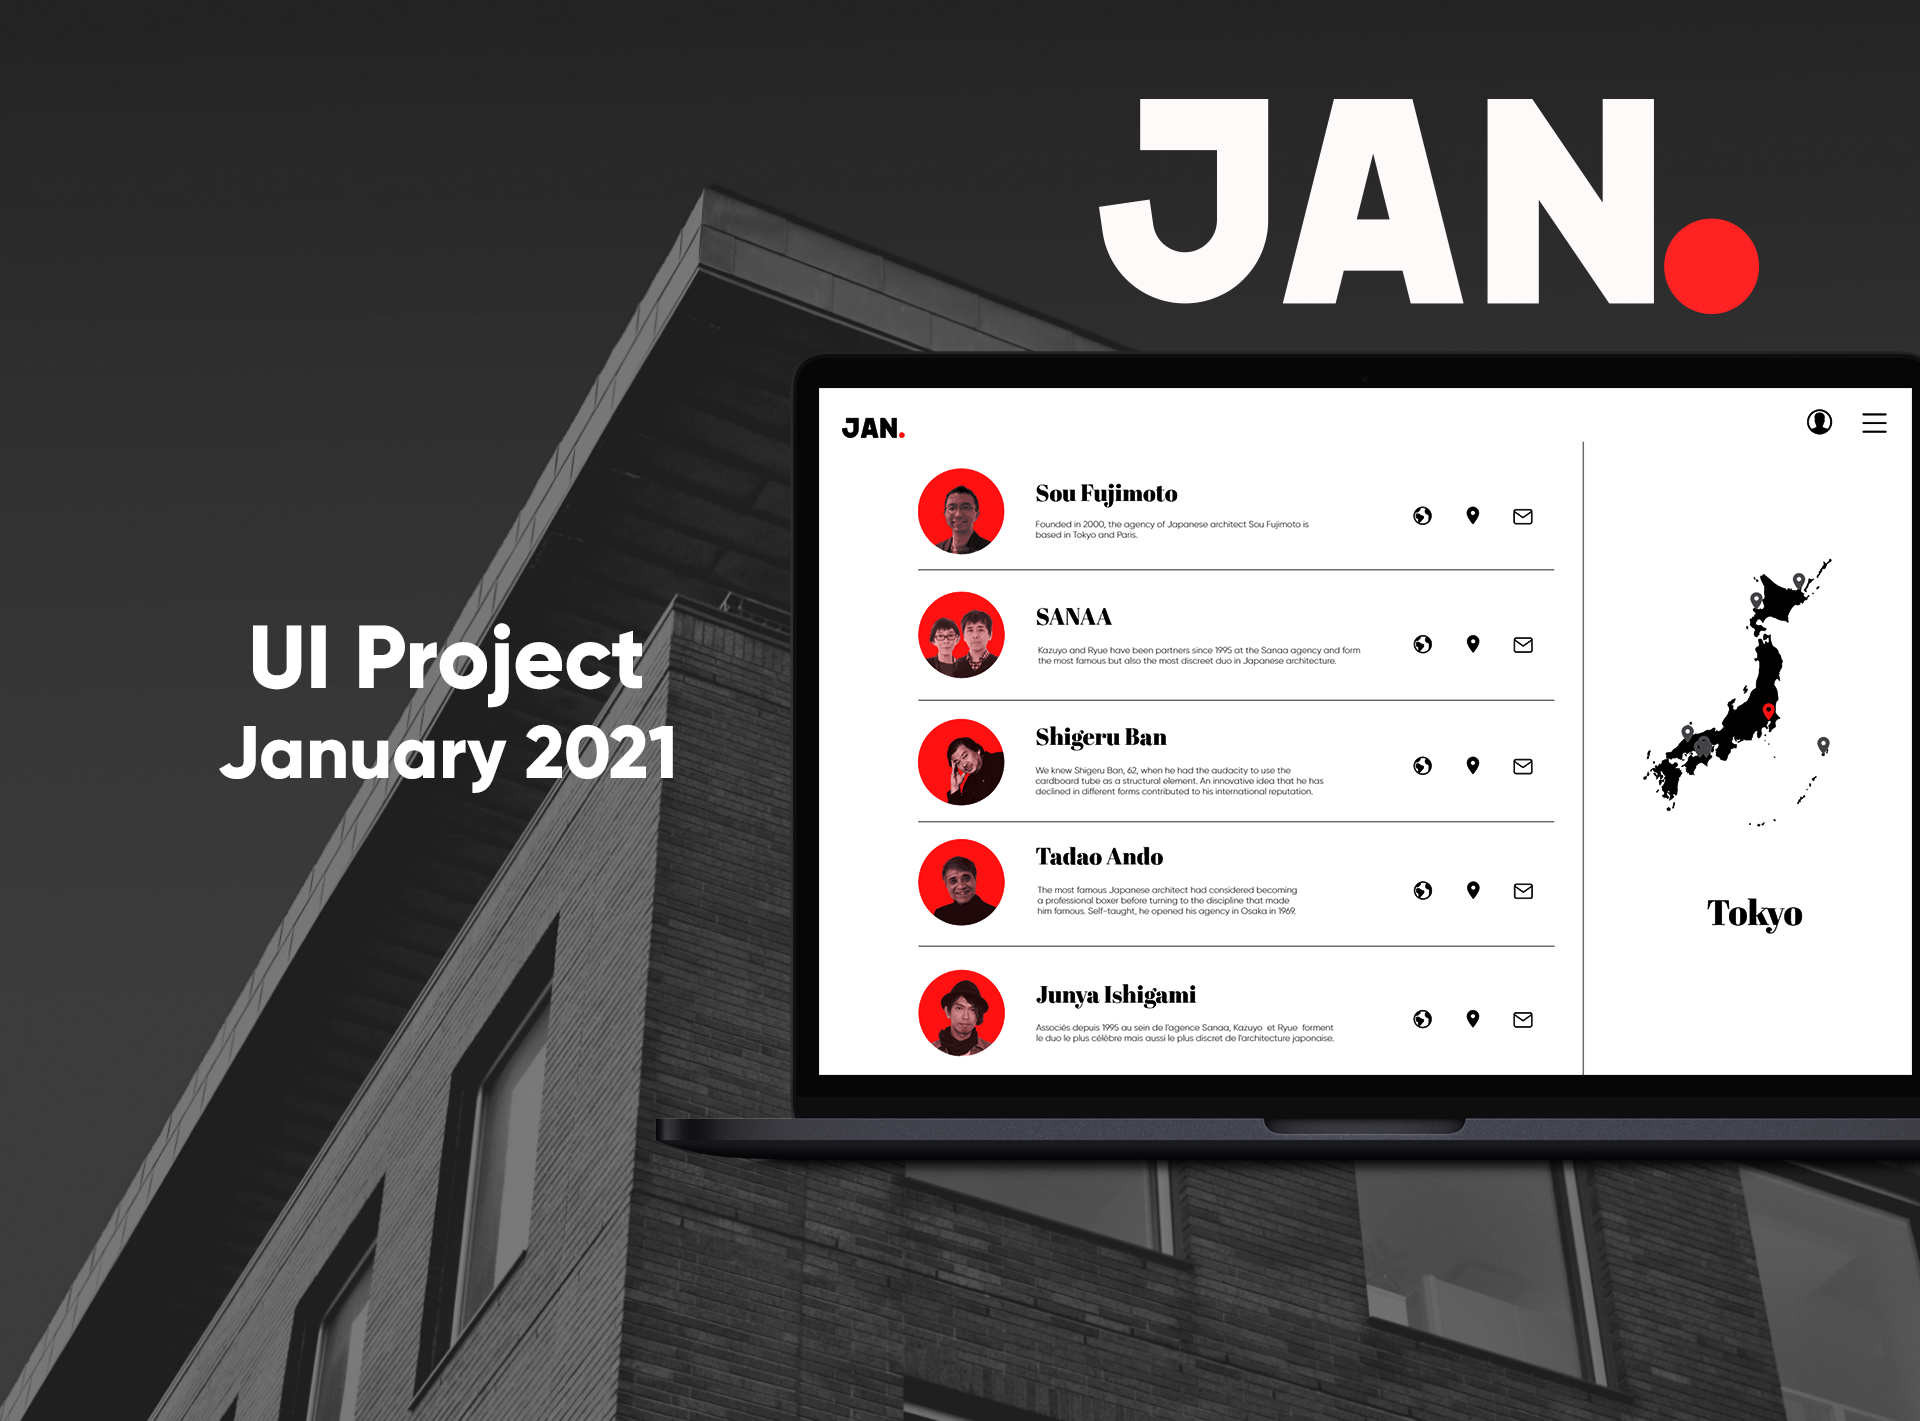 JAN.
UI Project
January 2021
JAN.
Sou Fujimoto
Founded in 2000, the agency of Japanese architect Sou Fujimoto is
based in Tokyo and Paris.
SANAA
Kazuyo and Ryue have been partners since 1995 at the Sanaa agency and form
the most famous but also the most discreet duo in Japanese architecture.
Shigeru Ban
We knew Shigeru Ban, 62, when he had the audacity to use the
cardboard tube as a structural element. An innovative idea that he has
declined in different forms contributed to his international reputation.
Tadao Ando
The most famous Japanese architect had considered becoming
a professional boxer before turning to the discipline that made
him famous. Self-taught, he opened his agency in Osaka in 1969.
Junya Ishigami
Associés depuis 1995 au sein de l'agence Sanaa, Kazuyo et Ryue forment
le duo le plus célèbre mais aussi le plus discret de l'architecture japonaise.
Tokyo